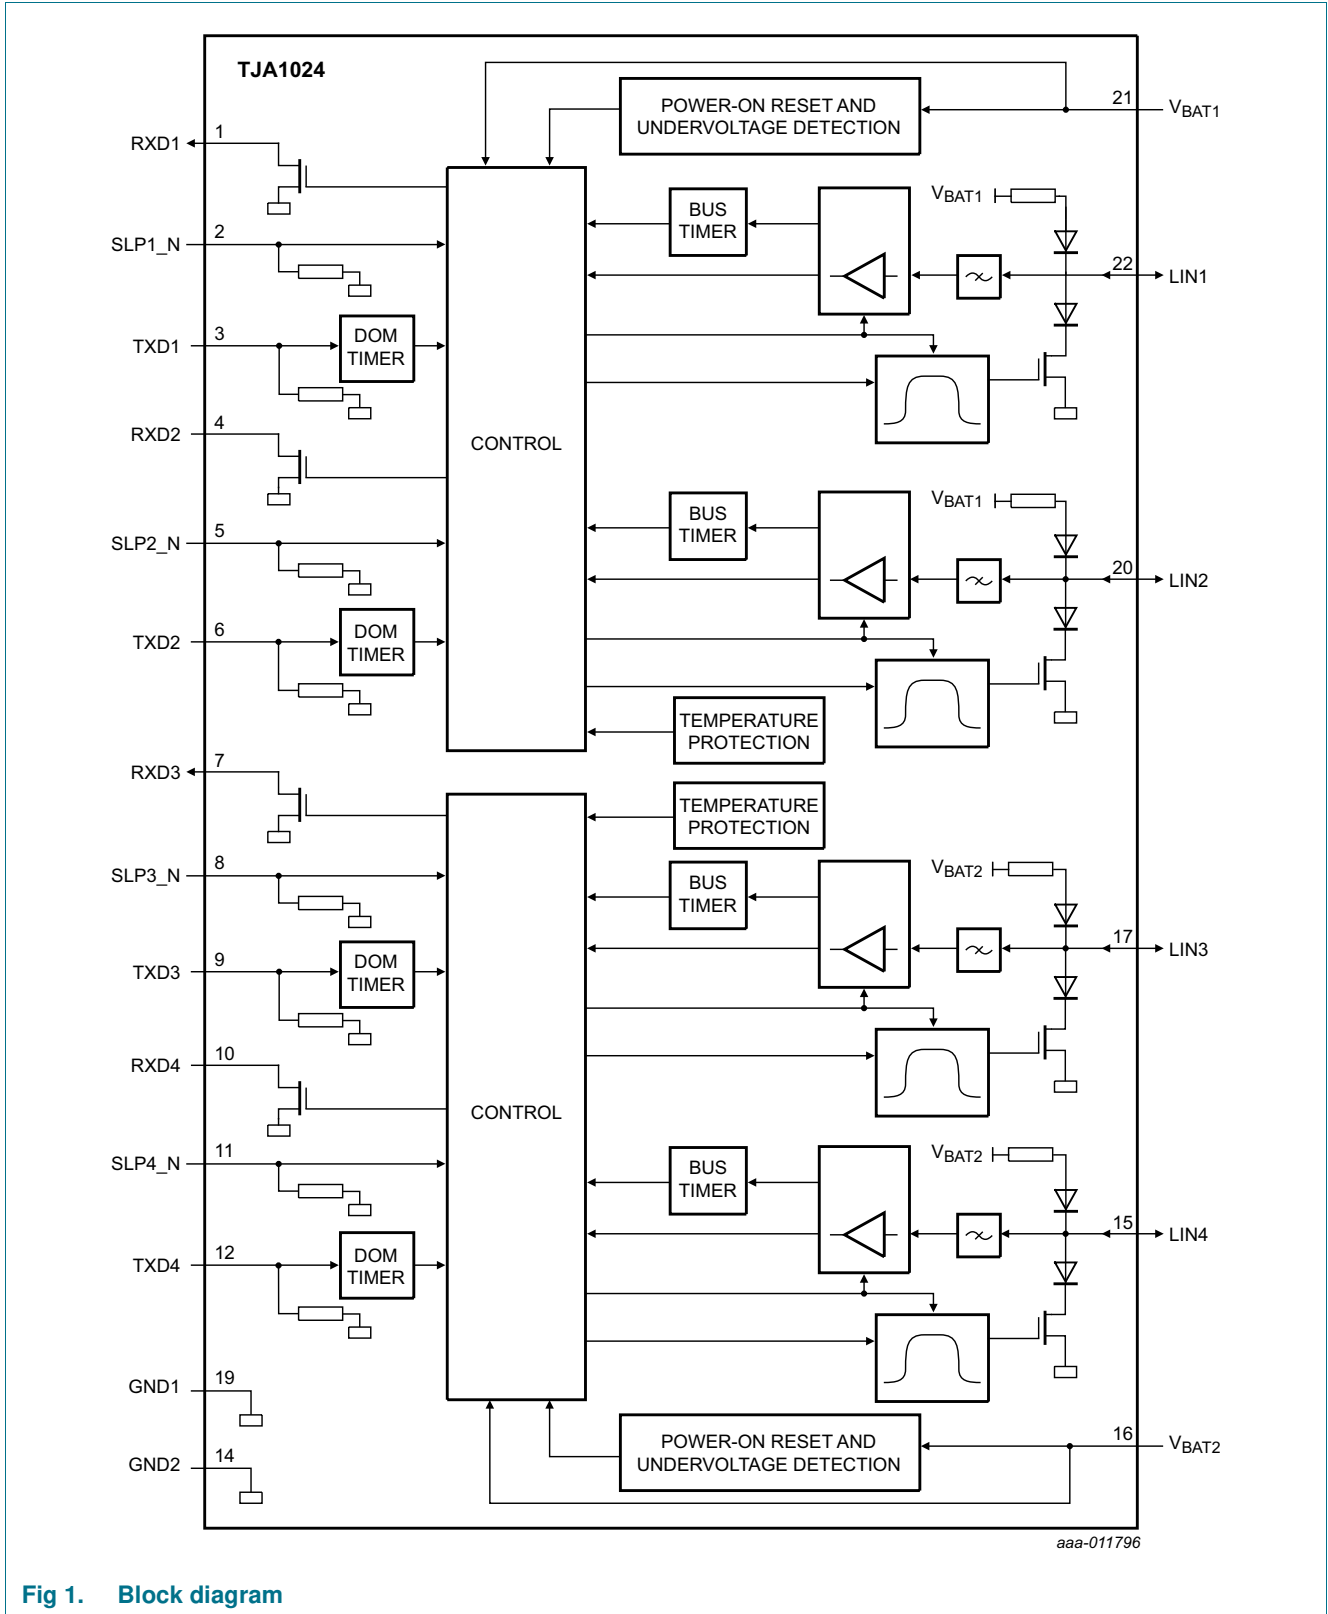 TJA1024
POWER-ON RESET AND
UNDERVOLTAGE DETECTION
21
VBAT1
RXD1
1
SLP1_N
2
TXD1
3
DOM
TIMER
RXD2
4
SLP2_N
5
TXD2
6
DOM
TIMER
CONTROL
BUS
TIMER
VBAT1
22
LIN1
BUS
TIMER
VBAT1
20
LIN2
TEMPERATURE
PROTECTION
RXD3
7
SLP3_N
8
TXD3
9
DOM
TIMER
RXD4
10
SLP4_N
11
TXD4
12
DOM
TIMER
CONTROL
TEMPERATURE
PROTECTION
BUS
TIMER
VBAT2
17
LIN3
BUS
TIMER
VBAT2
15
LIN4
GND1
19
GND2
14
POWER-ON RESET AND
UNDERVOLTAGE DETECTION
16
VBAT2
aaa-011796
Fig 1. Block diagram